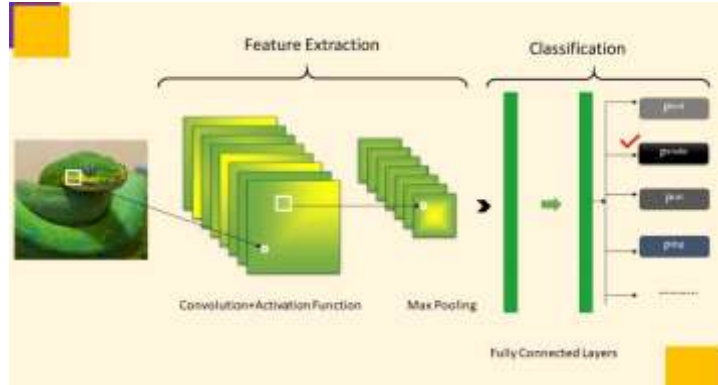 Feature Extraction
Classification
Convolution+Activation Function
Max Pooling
Fully Connected Layers